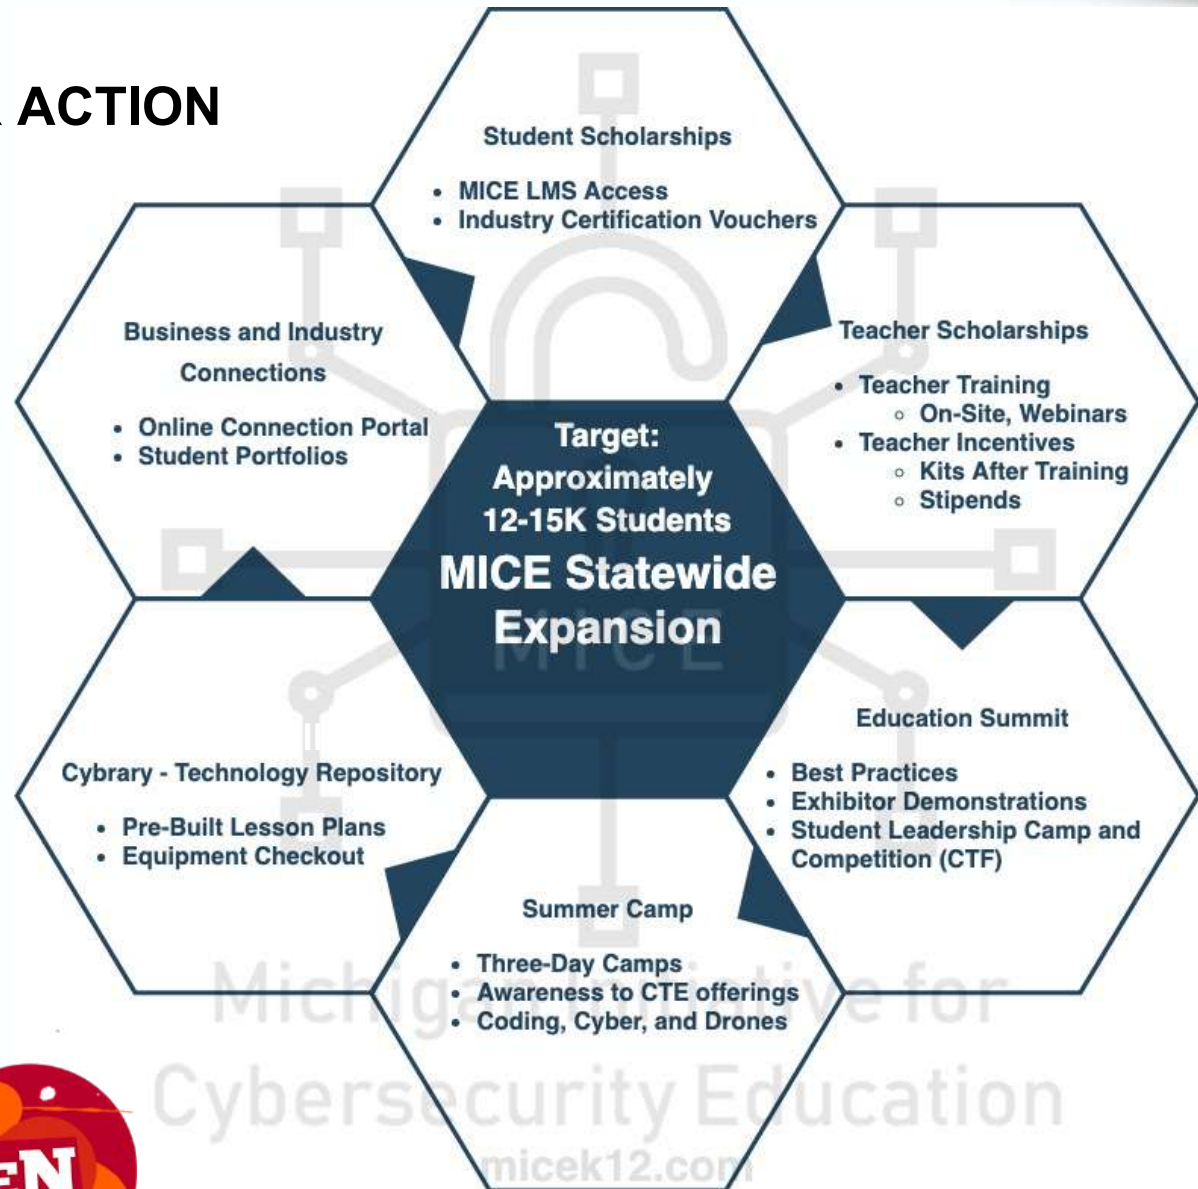 ACTION
Student Scholarships
• MICE LMS Access
• Industry Certification Vouchers
Business and Industry
Connections
• Online Connection Portal
• Student Portfolios
Teacher Scholarships
• Teacher Training
○ On-Site, Webinars
• Teacher Incentives
○ Kits After Training
○ Stipends
Target:
Approximately
12-15K Students
MICE Statewide
Expansion
MICE
Education Summit
• Best Practices
• Exhibitor Demonstrations
• Student Leadership Camp and
Competition (CTF)
Cybrary - Technology Repository
• Pre-Built Lesson Plans
• Equipment Checkout
Summer Camp
• Three-Day Camps
• Awareness to CTE offerings
• Coding, Cyber, and Drones
Michigan Initiative for
Cybersecurity Education
micek12.com